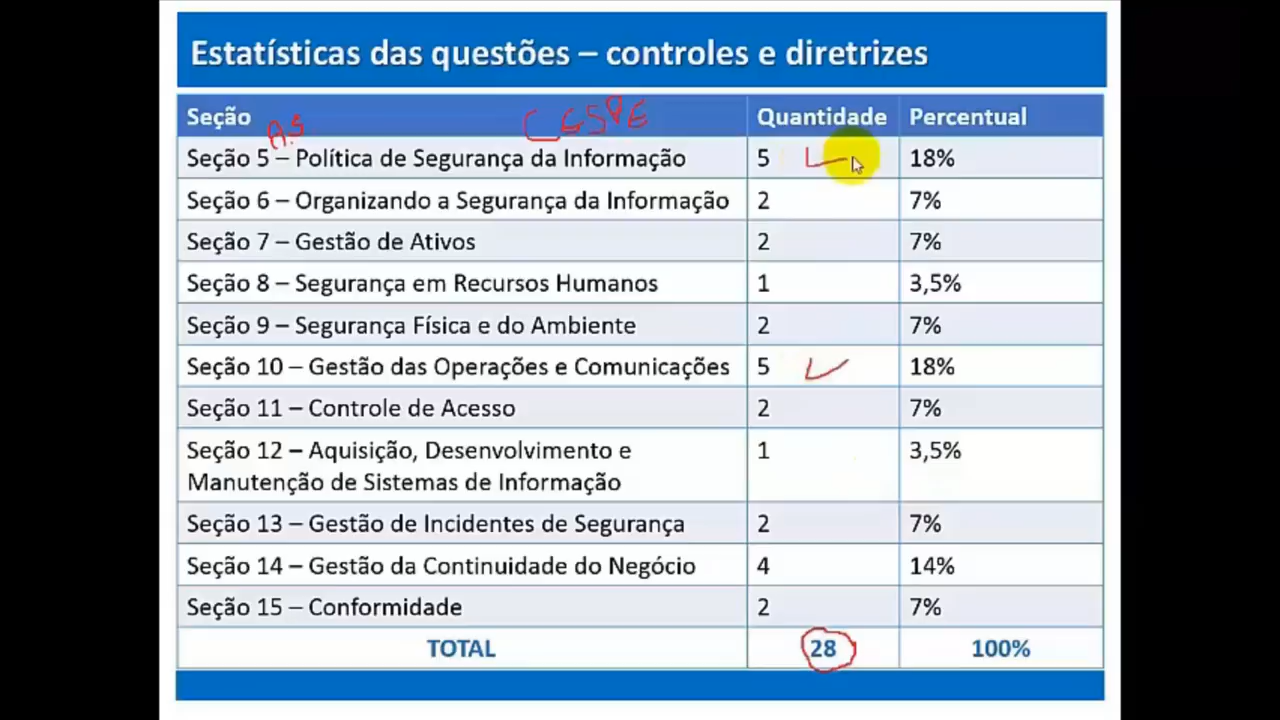 Estatísticas das questões – controles e diretrizes
Seção CESPE Quantidade Percentual
A.5
Seção 5 – Política de Segurança da Informação 5 18%
Seção 6 – Organizando a Segurança da Informação 2 7%
Seção 7 – Gestão de Ativos 2 7%
Seção 8 – Segurança em Recursos Humanos 1 3,5%
Seção 9 – Segurança Física e do Ambiente 2 7%
Seção 10 – Gestão das Operações e Comunicações 5 18%
Seção 11 – Controle de Acesso 2 7%
Seção 12 – Aquisição, Desenvolvimento e 1 3,5%
Manutenção de Sistemas de Informação
Seção 13 – Gestão de Incidentes de Segurança 2 7%
Seção 14 – Gestão da Continuidade do Negócio 4 14%
Seção 15 – Conformidade 2 7%
TOTAL 28 100%